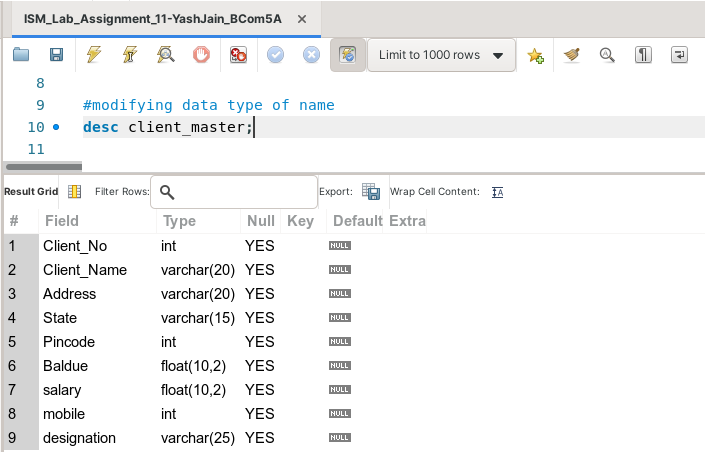 ISM_Lab_Assignment_11-YashJain_BCom5A ×
Limit to 1000 rows
8
9 #modifying data type of name
10 desc client_master;
11
Result Grid Filter Rows: Export: Wrap Cell Content: IA
# Field Type Null Key Default Extra
1 Client_No int YES NULL
2 Client_Name varchar(20) YES NULL
3 Address varchar(20) YES NULL
4 State varchar(15) YES NULL
5 Pincode int YES NULL
6 Baldue float(10,2) YES NULL
7 salary float(10,2) YES NULL
8 mobile int YES NULL
9 designation varchar(25) YES NULL